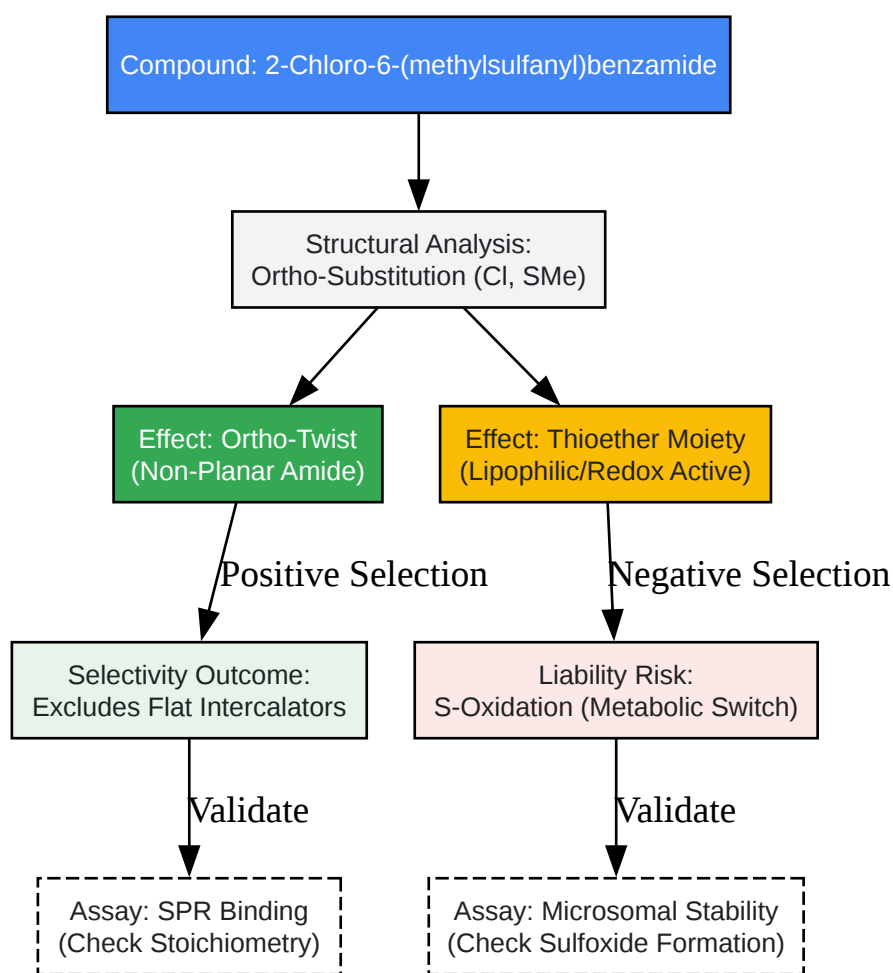 Compound: 2-Chloro-6-(methylsulfanyl)benzamide
Structural Analysis:
Ortho-Substitution (Cl, SMe)
Effect: Ortho-Twist
(Non-Planar Amide)
Effect: Thioether Moiety
(Lipophilic/Redox Active)
Positive Selection
Negative Selection
Selectivity Outcome:
Excludes Flat Intercalators
Liability Risk:
S-Oxidation (Metabolic Switch)
Validate
Validate
Assay: SPR Binding
(Check Stoichiometry)
Assay: Microsomal Stability
(Check Sulfoxide Formation)